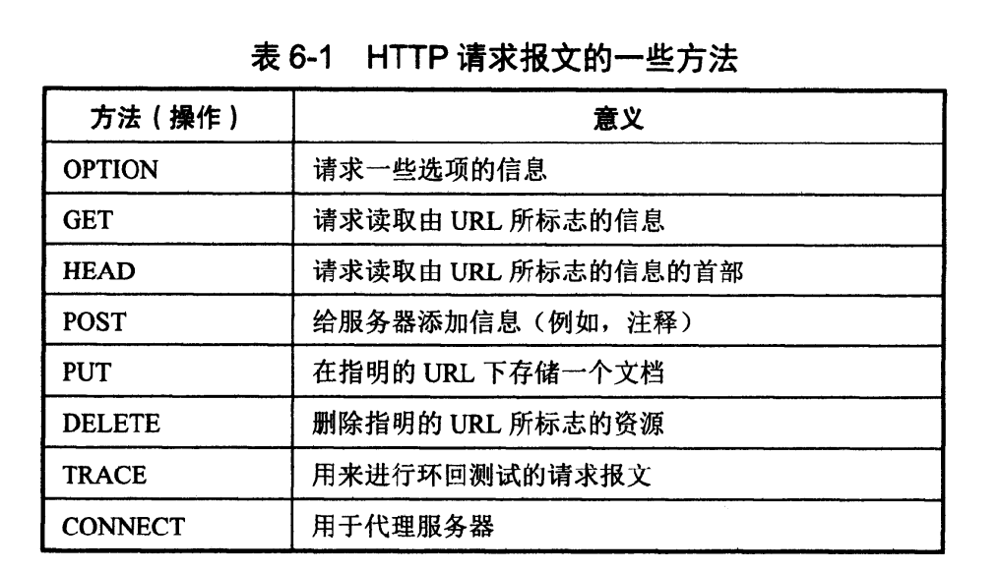 表 6-1 HTTP 请求报文的一些方法
方法（操作） 意义
OPTION 请求一些选项的信息
GET 请求读取由 URL 所标志的信息
HEAD 请求读取由 URL 所标志的信息的首部
POST 给服务器添加信息（例如，注释）
PUT 在指明的 URL 下存储一个文档
DELETE 删除指明的 URL 所标志的资源
TRACE 用来进行环回测试的请求报文
CONNECT 用于代理服务器